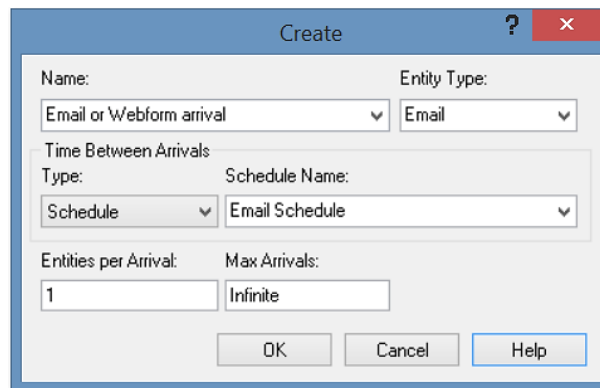 Create ?
Name: Entity Type:
Email or Webform arrival Email
Time Between Arrivals
Type: Schedule Name:
Schedule Email Schedule
Entities per Arrival: Max Arrivals:
1 Infinite
OK Cancel Help